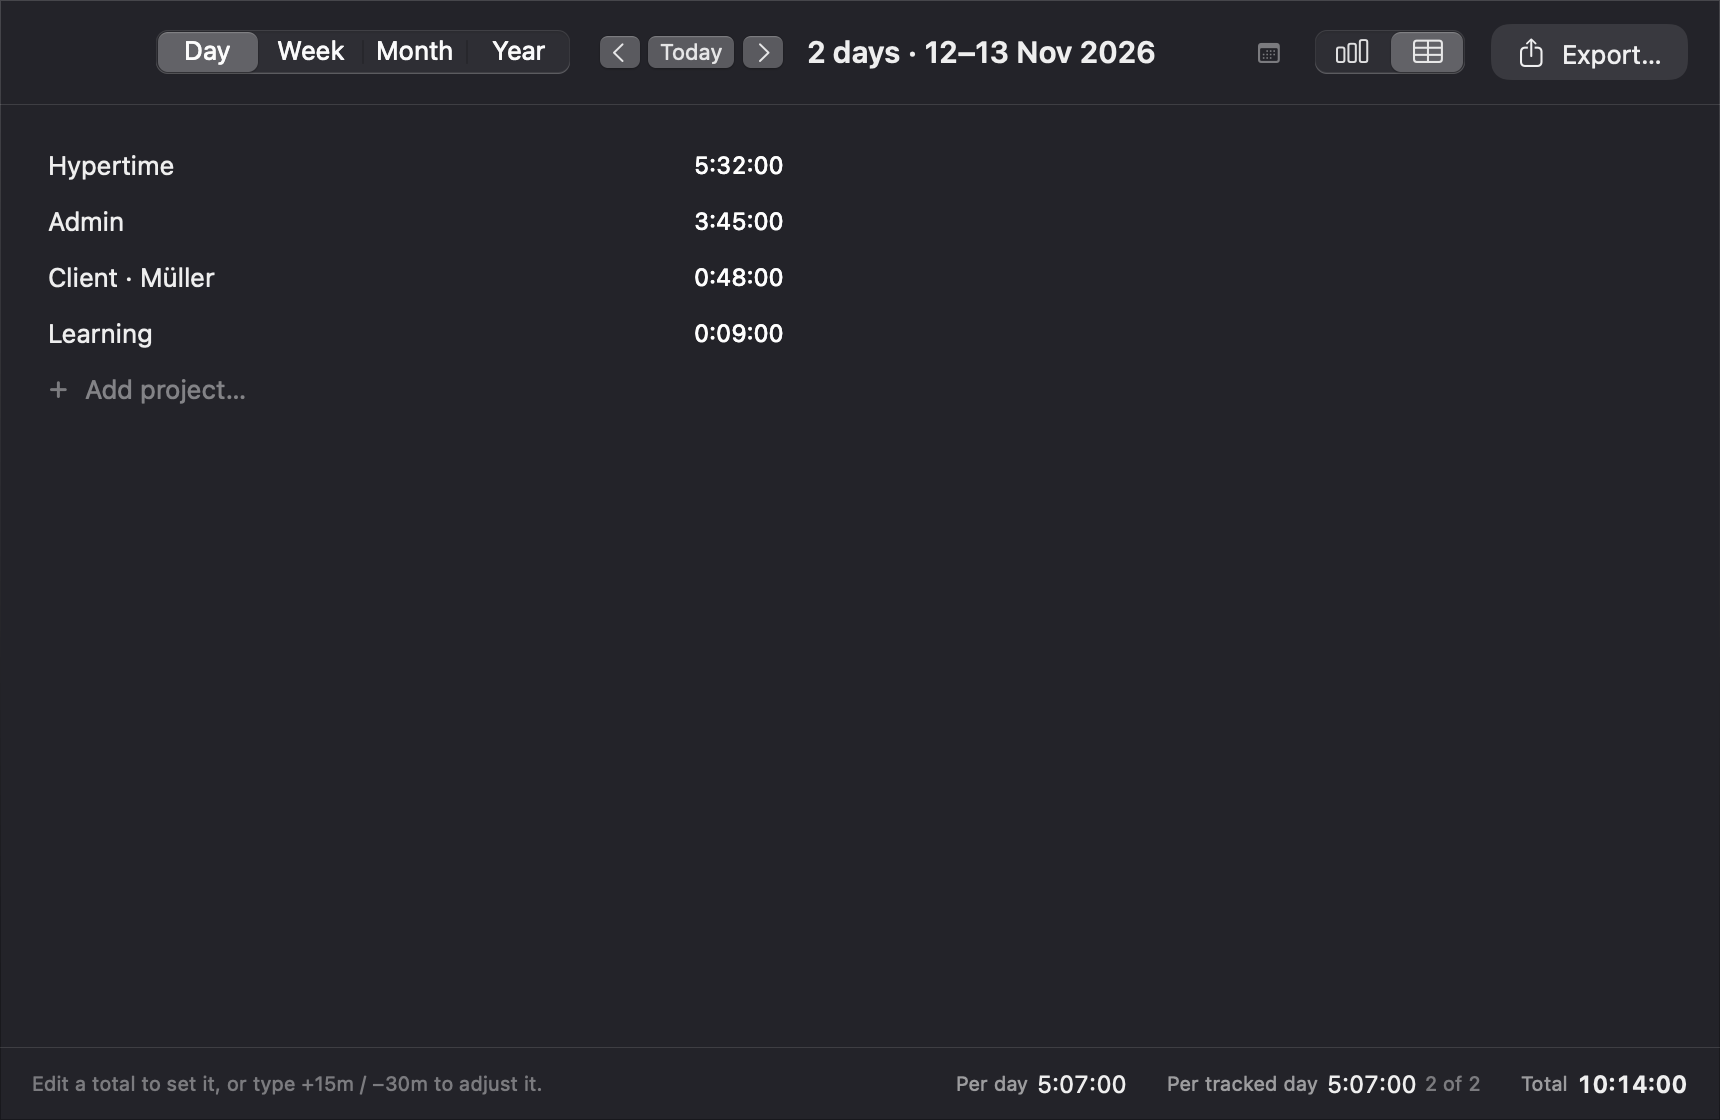 Day Week Month Year Today 2 days · 12–13 Nov 2026 Export...
Hypertime 5:32:00
Admin 3:45:00
Client · Müller 0:48:00
Learning 0:09:00
+ Add project...
Edit a total to set it, or type +15m / −30m to adjust it. Per day 5:07:00 Per tracked day 5:07:00 2 of 2 Total 10:14:00